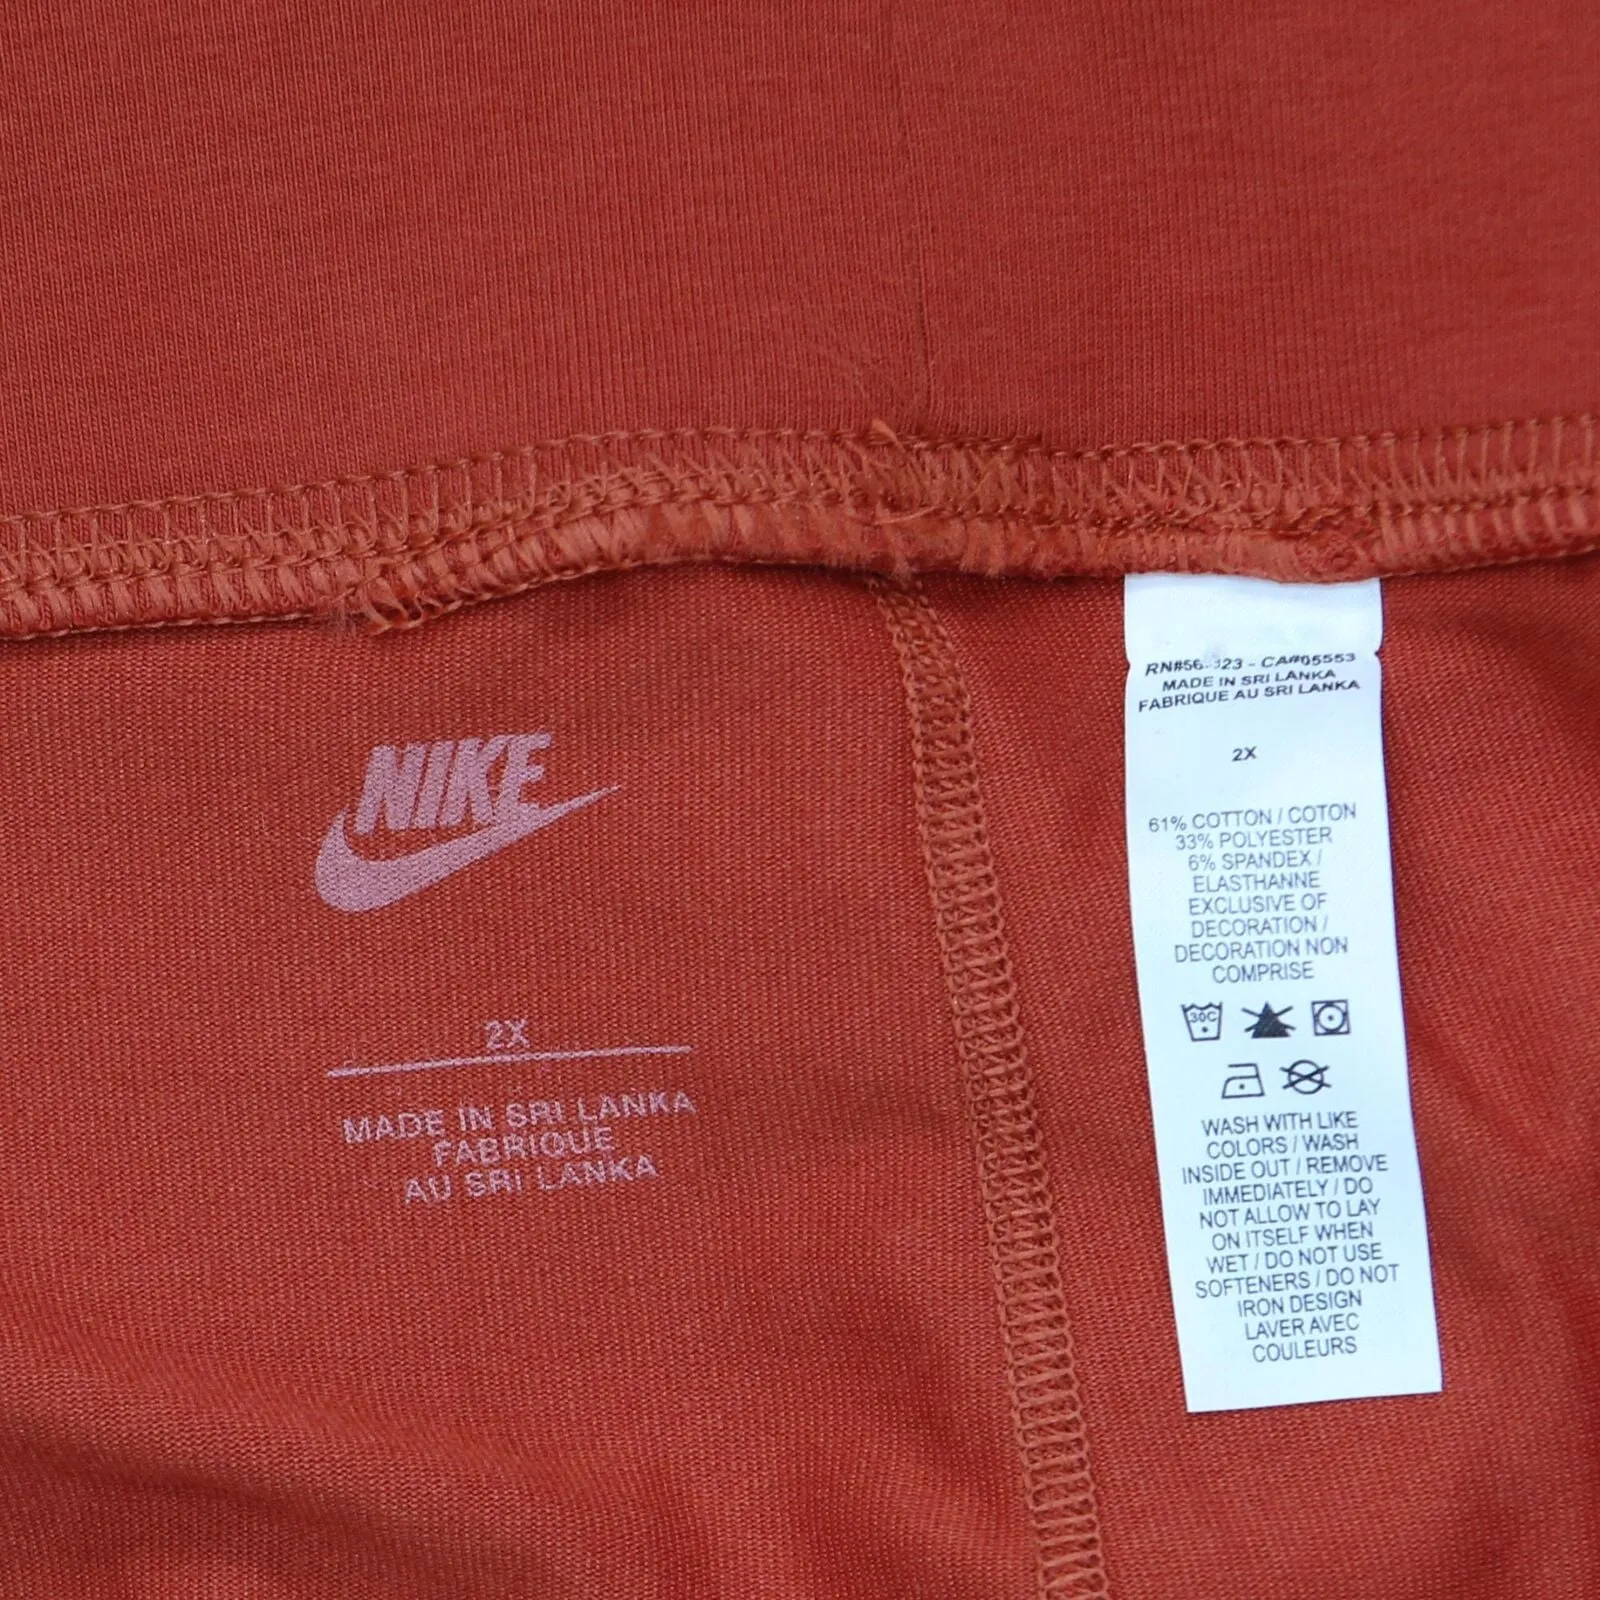 NIKE
2X
MADE IN SRI LANKA
FABRIQUE
AU SRI LANKA
- CA#05553
MADE IN SRI LANKA
FABRIQUE AU SRI LANKA
2X
61% COTTON / COTON
33% POLYESTER
6% SPANDEX /
ELASTHANNE
EXCLUSIVE OF
DECORATION /
DECORATION NON
COMPRISE
30C
WASH WITH LIKE
COLORS / WASH
INSIDE OUT / REMOVE
IMMEDIATELY / DO
NOT ALLOW TO LAY
ON ITSELF WHEN
WET / DO NOT USE
SOFTENERS / DO NOT
IRON DESIGN
LAVER AVEC
COULEURS